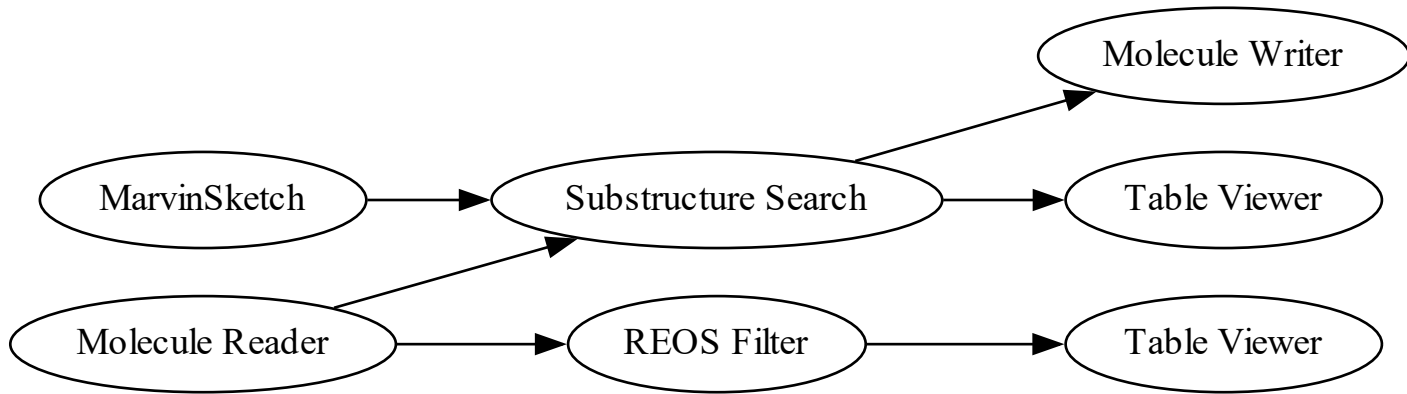 Molecule Writer
MarvinSketch
Substructure Search
Table Viewer
Molecule Reader
REOS Filter
Table Viewer